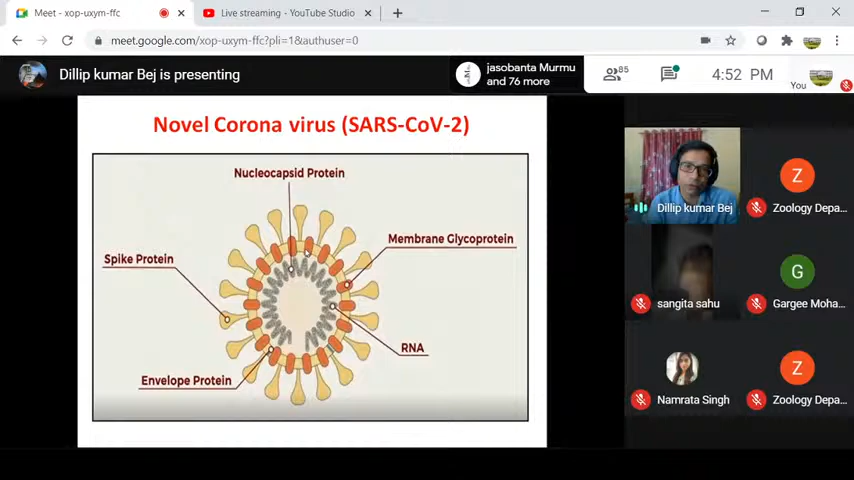 Meet - xop-uxym-ffc
Live streaming - YouTube Studio
meet.google.com/xop-uxym-ffc?pli=1&authuser=0
Dillip kumar Bej is presenting
jasobanta Murmu
and 76 more
85
4:52 PM
You
Novel Corona virus (SARS-CoV-2)
Nucleocapsid Protein
Membrane Glycoprotein
Spike Protein
RNA
Envelope Protein
Dillip kumar Bej
Z
Zoology Depa...
sangita sahu
G
Gargee Moha...
Namrata Singh
Z
Zoology Depa...